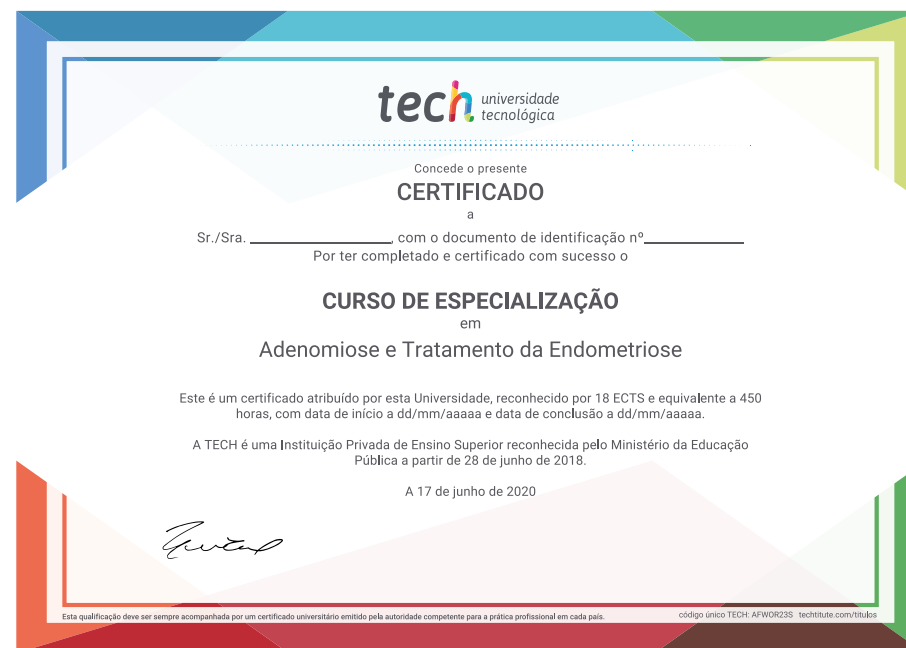 tech universidade
tecnológica
Concede o presente
CERTIFICADO
a
Sr./Sra. ____________________, com o documento de identificação nº______________
Por ter completado e certificado com sucesso o
CURSO DE ESPECIALIZAÇÃO
em
Adenomiose e Tratamento da Endometriose
Este é um certificado atribuído por esta Universidade, reconhecido por 18 ECTS e equivalente a 450
horas, com data de início a dd/mm/aaaaa e data de conclusão a dd/mm/aaaaa.
A TECH é uma Instituição Privada de Ensino Superior reconhecida pelo Ministério da Educação
Pública a partir de 28 de junho de 2018.
A 17 de junho de 2020
Esta qualificação deve ser sempre acompanhada por um certificado universitário emitido pela autoridade competente para a prática profissional em cada país.
código único TECH: AFWOR23S techtitute.com/titulos